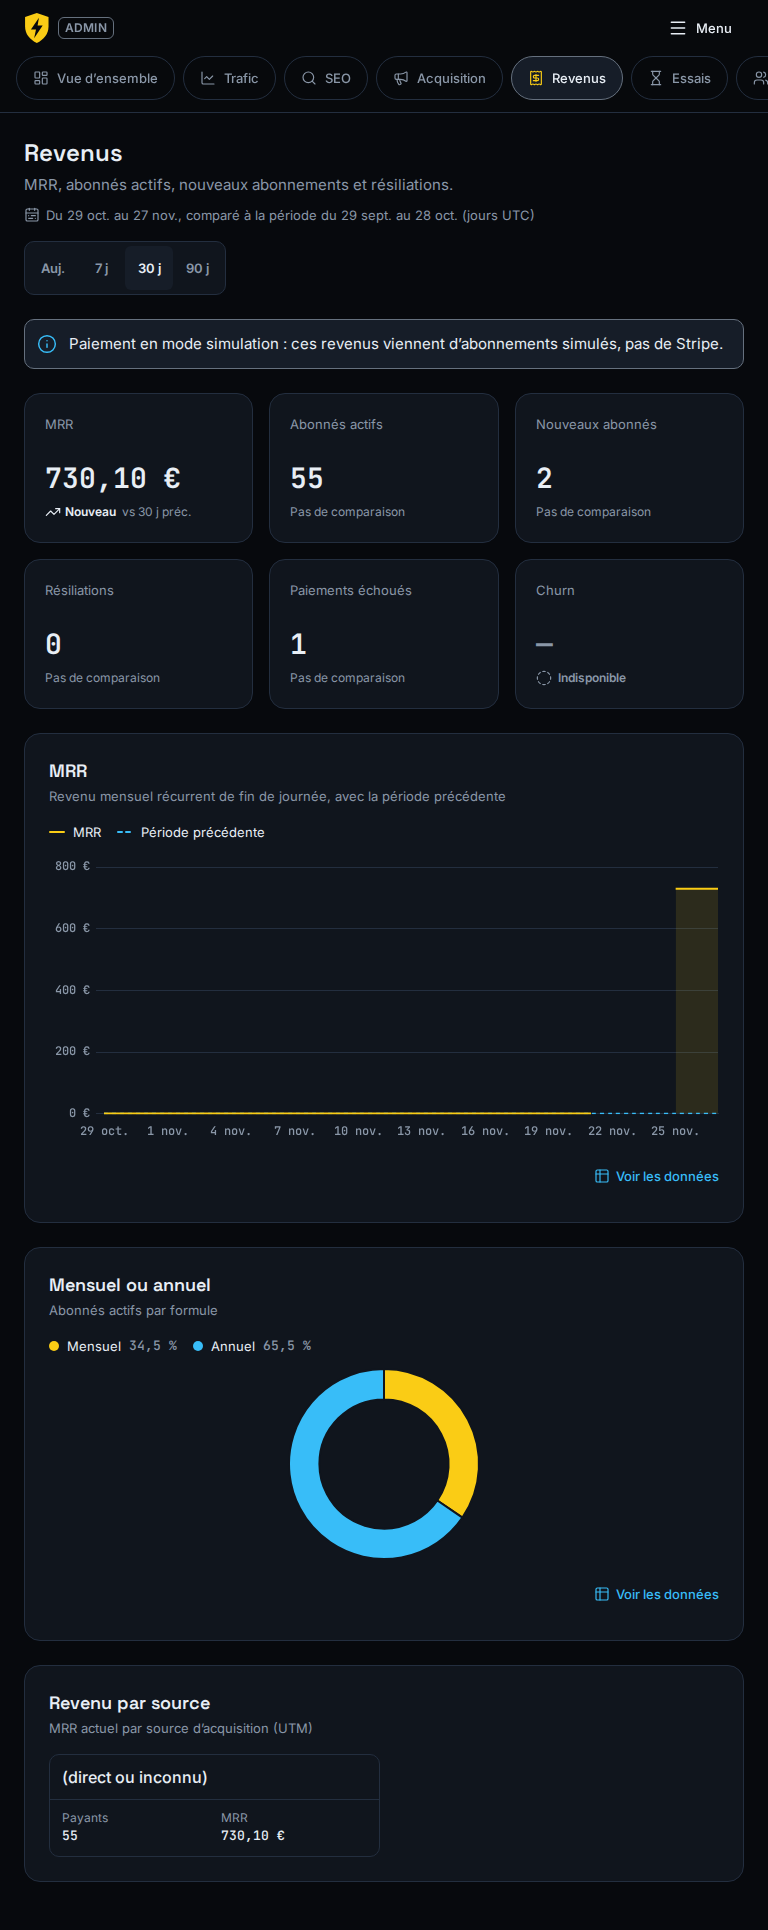 ADMIN
Menu
Vue d’ensemble
Trafic
SEO
Acquisition
Revenus
Essais
Revenus
MRR, abonnés actifs, nouveaux abonnements et résiliations.
Du 29 oct. au 27 nov., comparé à la période du 29 sept. au 28 oct. (jours UTC)
Auj. 7 j 30 j 90 j
Paiement en mode simulation : ces revenus viennent d’abonnements simulés, pas de Stripe.
MRR
730,10 €
Nouveau vs 30 j préc.
Abonnés actifs
55
Pas de comparaison
Nouveaux abonnés
2
Pas de comparaison
Résiliations
0
Pas de comparaison
Paiements échoués
1
Pas de comparaison
Churn
—
Indisponible
MRR
Revenu mensuel récurrent de fin de journée, avec la période précédente
MRR Période précédente
800 €
600 €
400 €
200 €
0 €
29 oct. 1 nov. 4 nov. 7 nov. 10 nov. 13 nov. 16 nov. 19 nov. 22 nov. 25 nov.
Voir les données
Mensuel ou annuel
Abonnés actifs par formule
Mensuel 34,5 % Annuel 65,5 %
Voir les données
Revenu par source
MRR actuel par source d’acquisition (UTM)
(direct ou inconnu)
Payants MRR
55 730,10 €